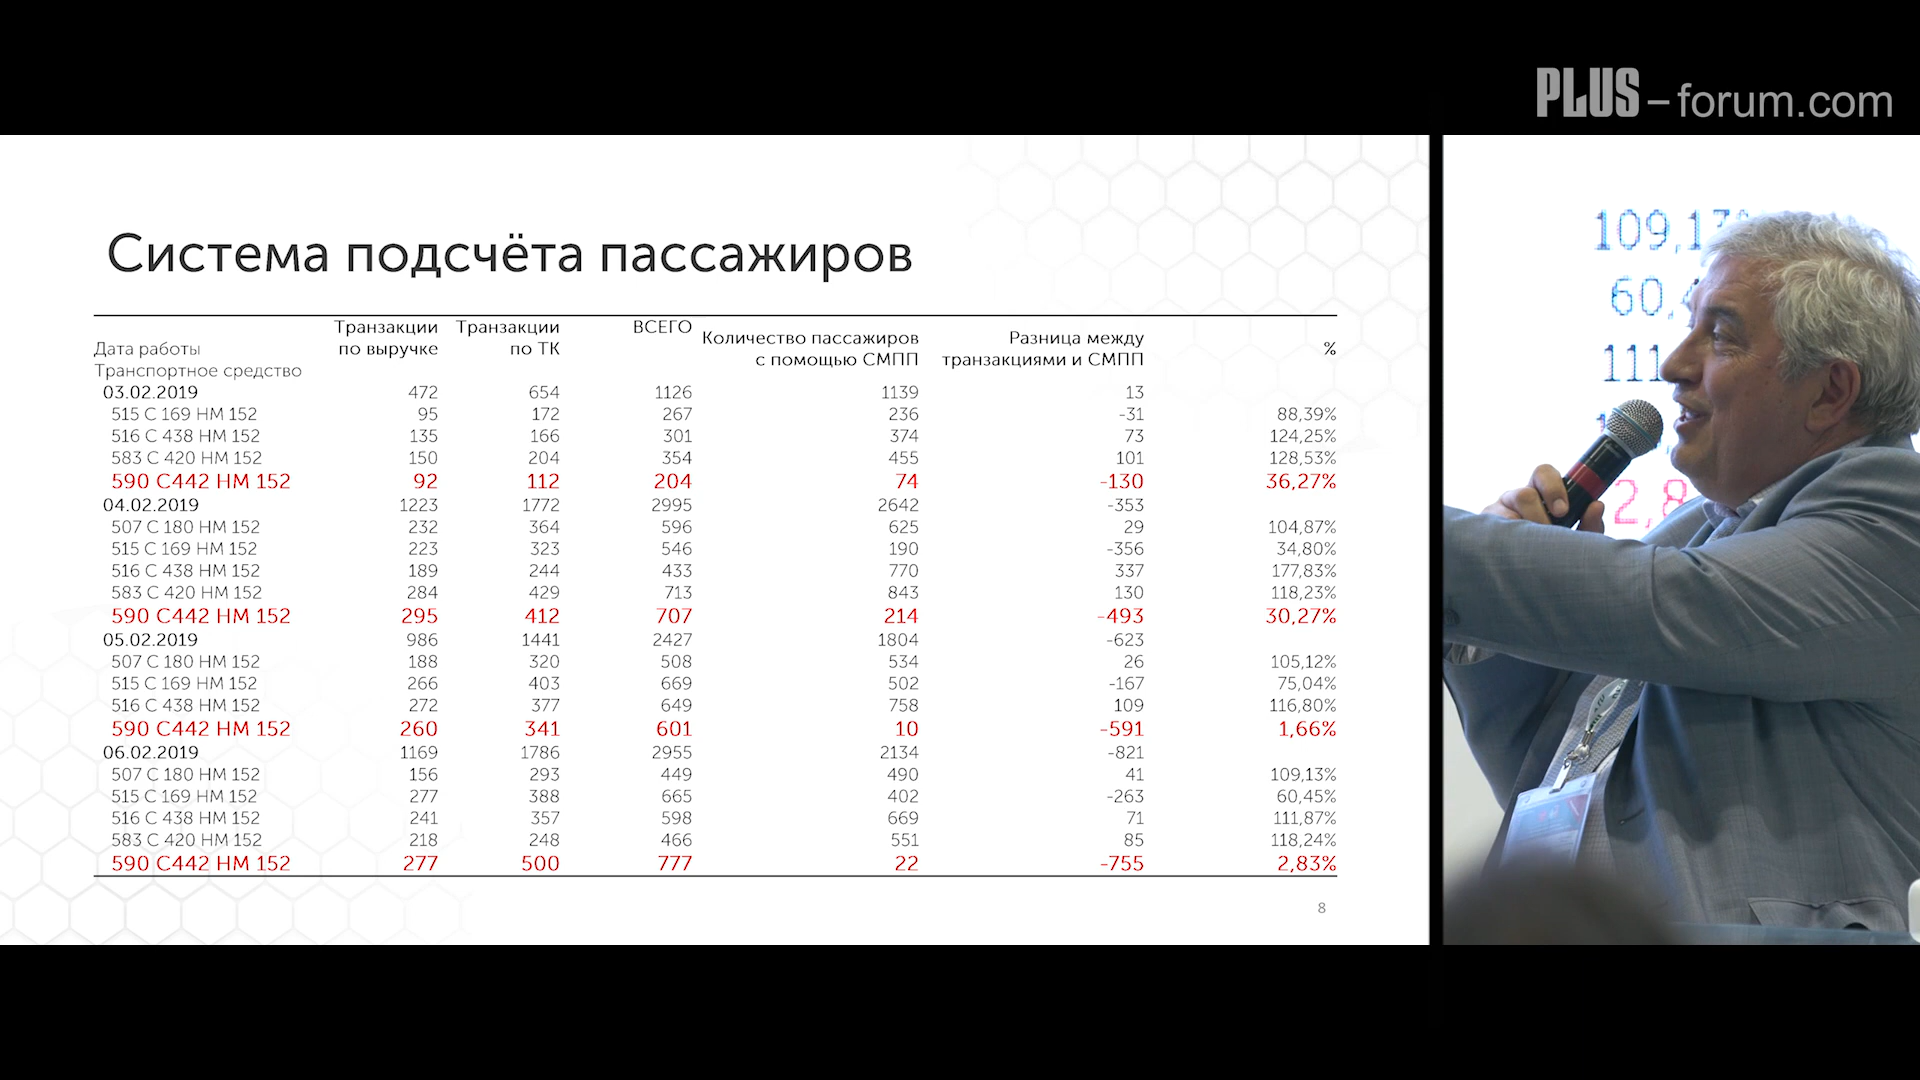 PLUS – forum.com
Система подсчёта пассажиров
Дата работы
Транспортное средство
Транзакции по выручке
Транзакции по ТК
ВСЕГО
Количество пассажиров с помощью СМПП
Разница между транзакциями и СМПП
%
03.02.2019 472 654 1126 1139 13
515 С 169 НМ 152 95 172 267 236 -31 88,39%
516 С 438 НМ 152 135 166 301 374 73 124,25%
583 С 420 НМ 152 150 204 354 455 101 128,53%
590 С442 НМ 152 92 112 204 74 -130 36,27%
04.02.2019 1223 1772 2995 2642 -353
507 С 180 НМ 152 232 364 596 625 29 104,87%
515 С 169 НМ 152 223 323 546 190 -356 34,80%
516 С 438 НМ 152 189 244 433 770 337 177,83%
583 С 420 НМ 152 284 429 713 843 130 118,23%
590 С442 НМ 152 295 412 707 214 -493 30,27%
05.02.2019 986 1441 2427 1804 -623
507 С 180 НМ 152 188 320 508 534 26 105,12%
515 С 169 НМ 152 266 403 669 502 -167 75,04%
516 С 438 НМ 152 272 377 649 758 109 116,80%
590 С442 НМ 152 260 341 601 10 -591 1,66%
06.02.2019 1169 1786 2955 2134 -821
507 С 180 НМ 152 156 293 449 490 41 109,13%
515 С 169 НМ 152 277 388 665 402 -263 60,45%
516 С 438 НМ 152 241 357 598 669 71 111,87%
583 С 420 НМ 152 218 248 466 551 85 118,24%
590 С442 НМ 152 277 500 777 22 -755 2,83%
8
109,1
60,
111
2,8